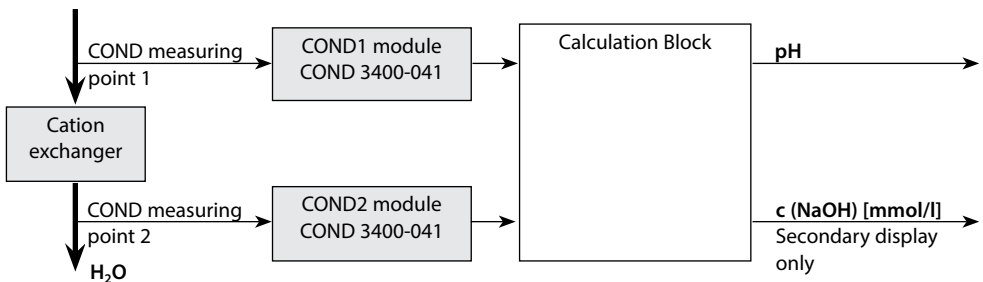 COND measuring
point 1
COND1 module
COND 3400-041
Calculation Block
pH
Cation
exchanger
COND measuring
point 2
COND2 module
COND 3400-041
c (NaOH) [mmol/l]
Secondary display
only
H₂O